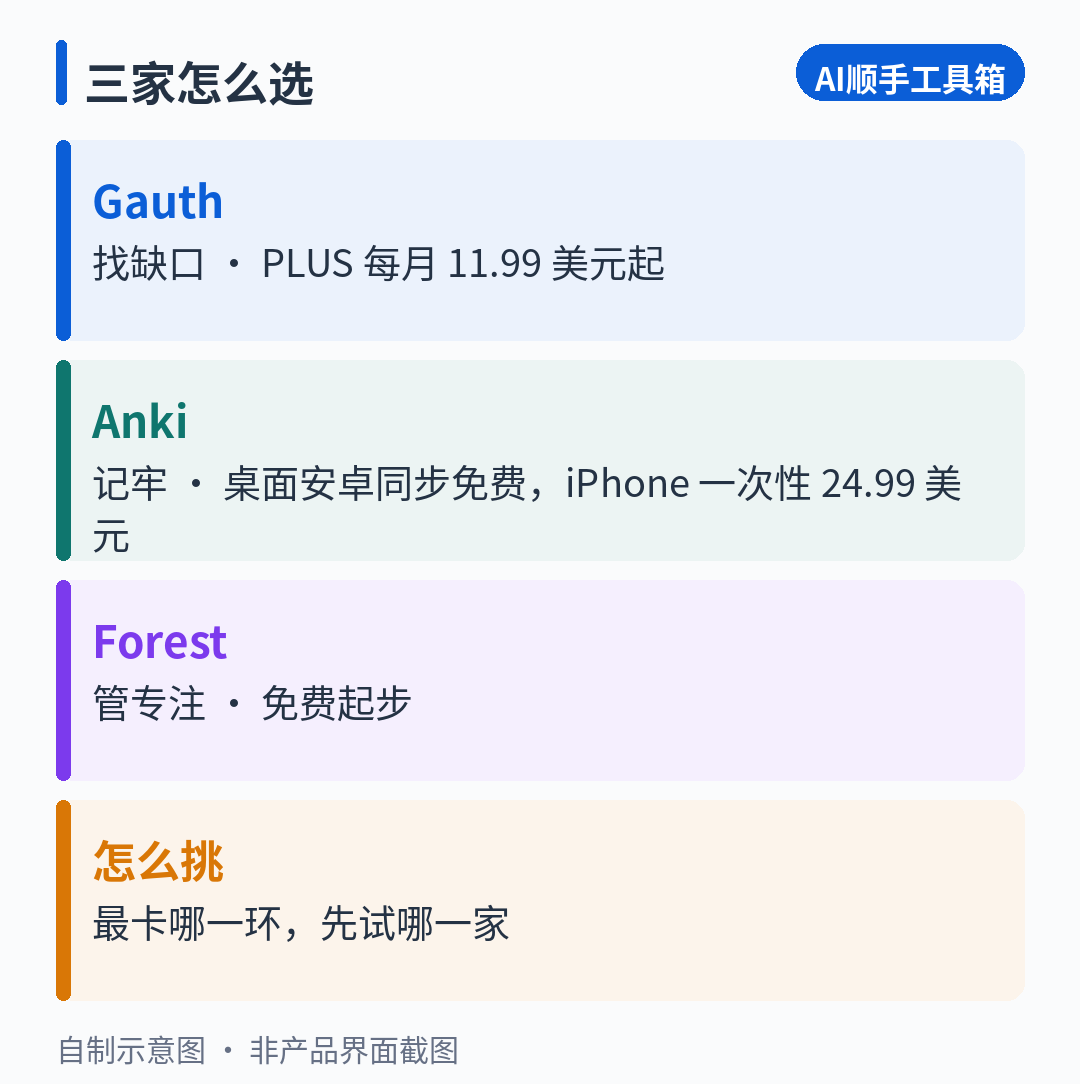 三家怎么选
AI顺手工具箱
Gauth
找缺口 · PLUS 每月 11.99 美元起
Anki
记牢 · 桌面安卓同步免费，iPhone 一次性 24.99 美
元
Forest
管专注 · 免费起步
怎么挑
最卡哪一环，先试哪一家
自制示意图 · 非产品界面截图